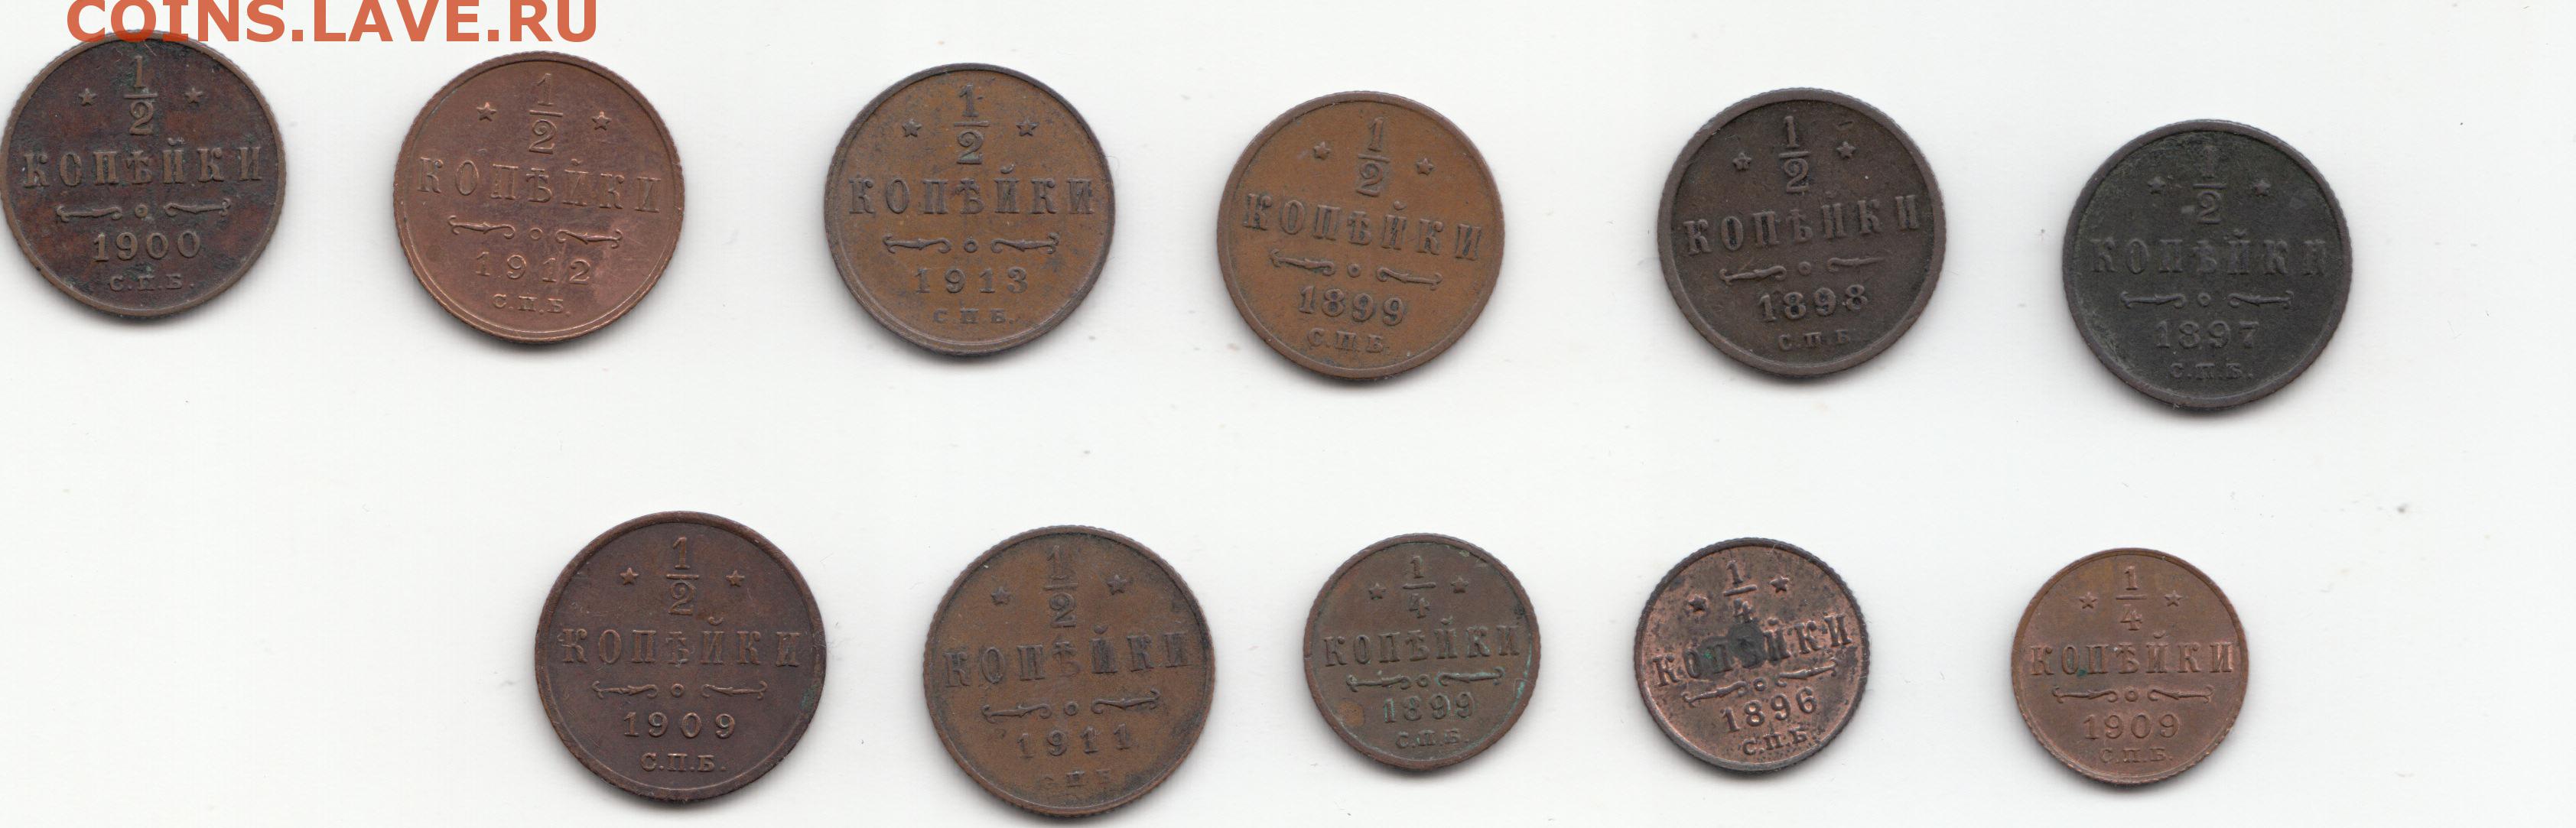 COINS.LAVE.RU
1
2
КОПѢЙКИ
1900
С.П.Б.
1
2
КОПѢЙКИ
1912
С.П.Б.
1
2
КОПѢЙКИ
1913
С.П.Б.
1
2
КОПѢЙКИ
1899
С.П.Б.
1
2
КОПѢЙКИ
1898
С.П.Б.
1
2
КОПѢЙКИ
1897
С.П.Б.
1
2
КОПѢЙКИ
1909
С.П.Б.
1
2
КОПѢЙКИ
1911
С.П.Б
1
4
КОПѢЙКИ
1899
С.П.Б.
1
4
КОПѢЙКИ
1896
С.П.Б.
1
4
КОПѢЙКИ
1909
С.П.Б.